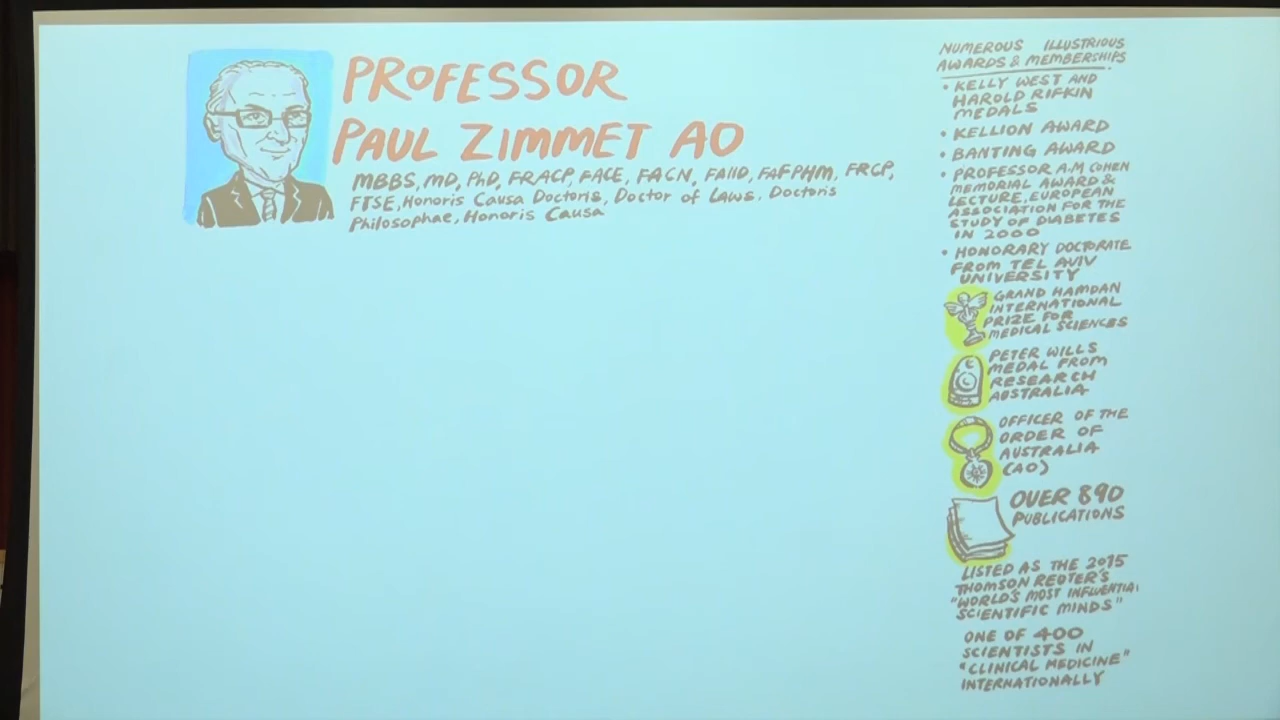 PROFESSOR
PAUL ZIMMET AO
MBBS, MD, PhD, FRACP, FACE, FACN, FAIID, FAFPHM, FRCP,
FTSE, Honoris Causa Doctoris, Doctor of Laws, Doctoris
Philosophae, Honoris Causa
NUMEROUS ILLUSTRIOUS
AWARDS & MEMBERSHIPS
• KELLY WEST AND
HAROLD RIFKIN
MEDALS
• KELLION AWARD
• BANTING AWARD
• PROFESSOR A.M COHEN
MEMORIAL AWARD &
LECTURE, EUROPEAN
ASSOCIATION FOR THE
STUDY OF DIABETES
IN 2000
• HONORARY DOCTORATE
FROM TEL AVIV
UNIVERSITY
GRAND HAMDAN
INTERNATIONAL
PRIZE FOR
MEDICAL SCIENCES
PETER WILLS
MEDAL FROM
RESEARCH
AUSTRALIA
OFFICER OF THE
ORDER OF
AUSTRALIA
(AO)
OVER 890
PUBLICATIONS
LISTED AS THE 2015
THOMSON REUTER'S
"WORLD'S MOST INFLUENTIAL
SCIENTIFIC MINDS"
ONE OF 400
SCIENTISTS IN
"CLINICAL MEDICINE"
INTERNATIONALLY